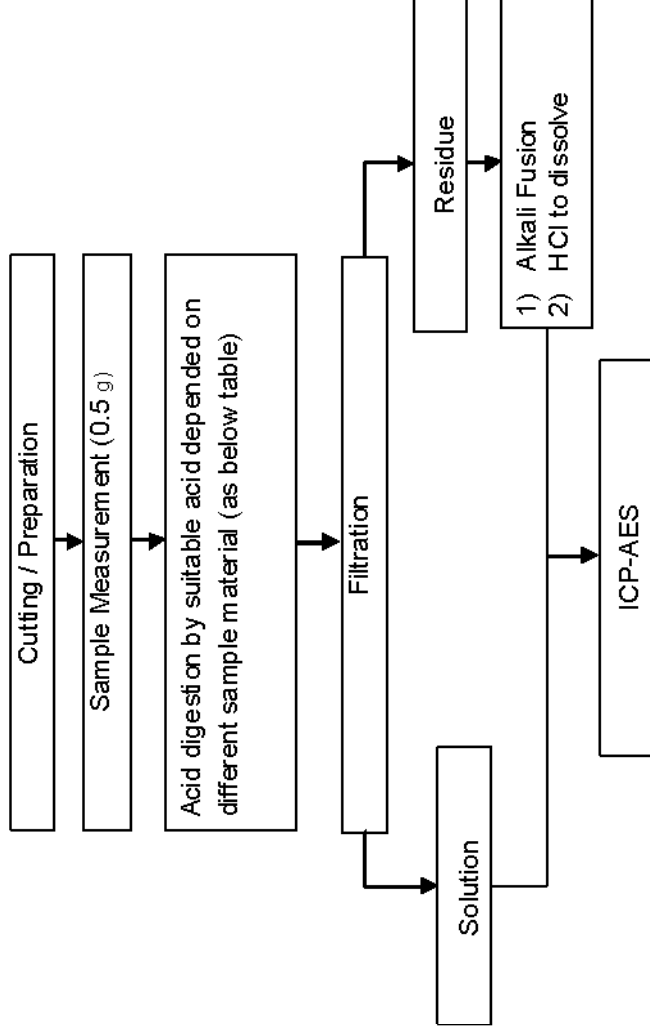 Cutting / Preparation
Sample Measurement (0.5 g)
Acid digestion by suitable acid depended on
different sample material (as below table)
Filtration
Solution
Residue
1) Alkali Fusion
2) HCl to dissolve
ICP-AES